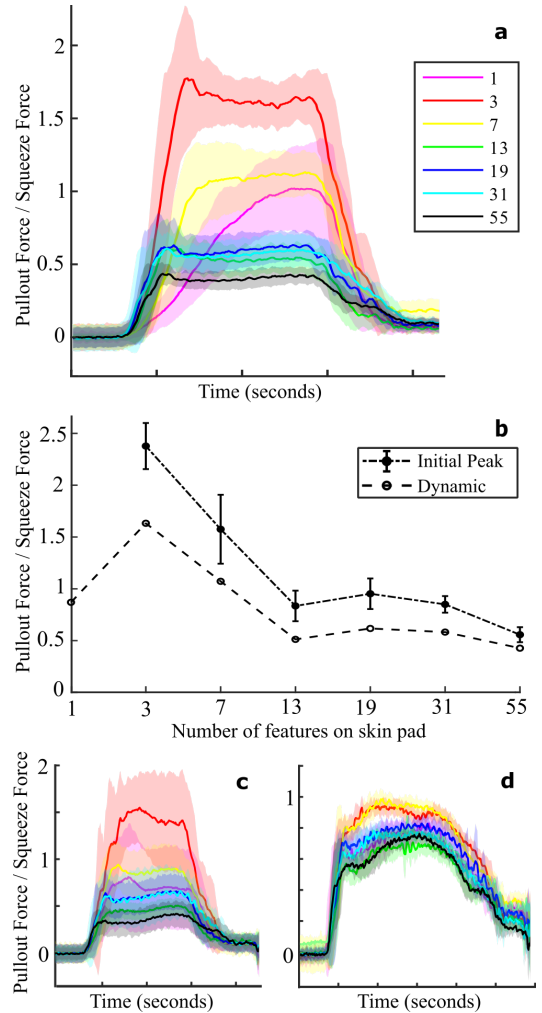 a
2
1.5
1
0.5
0
Pullout Force / Squeeze Force
Time (seconds)
1
3
7
13
19
31
55
b
2.5
2
1.5
1
0.5
0
Pullout Force / Squeeze Force
Initial Peak
Dynamic
1 3 7 13 19 31 55
Number of features on skin pad
c
2
1
0
Pullout Force / Squeeze Force
Time (seconds)
d
1
0
Time (seconds)